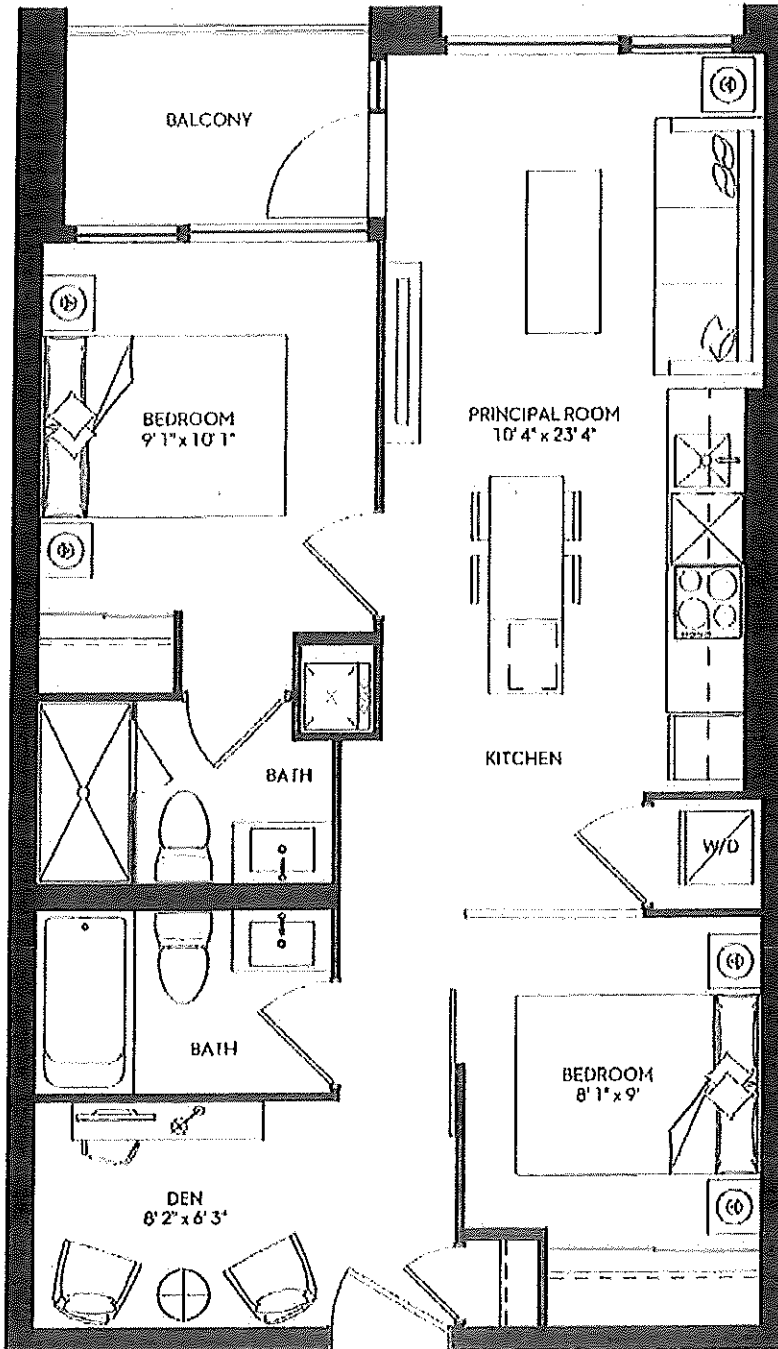 BALCONY
BEDROOM
9' 1" x 10' 1"
PRINCIPAL ROOM
10' 4" x 23' 4"
KITCHEN
BATH
W/D
BATH
BEDROOM
8' 1" x 9'
DEN
8' 2" x 6' 3"